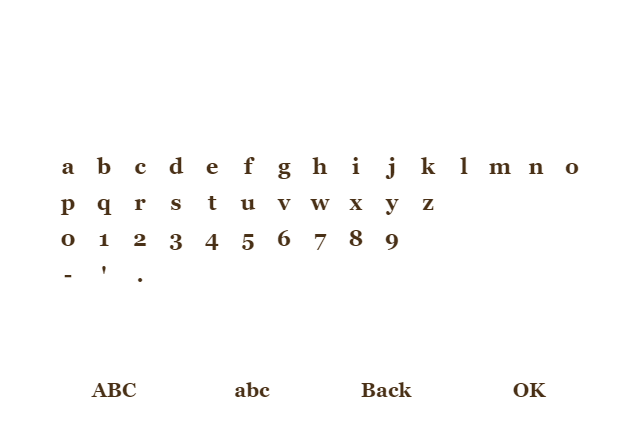 a b c d e f g h i j k l m n o
p q r s t u v w x y z
0 1 2 3 4 5 6 7 8 9
- ' .
ABC abc Back OK